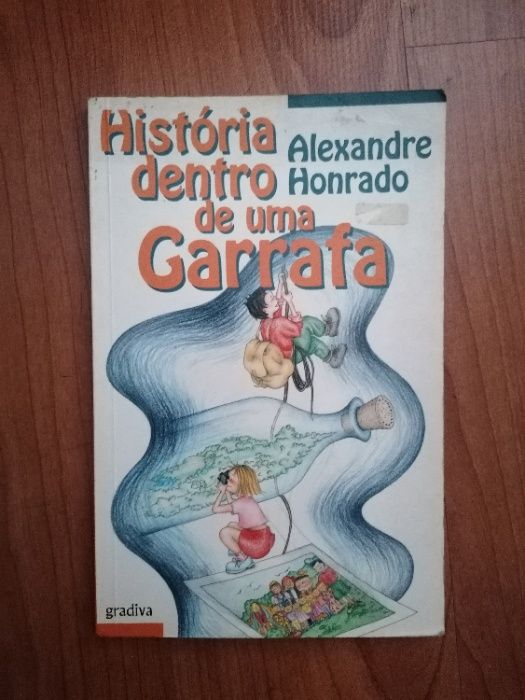 História
dentro
de uma
Garrafa
Alexandre
Honrado
gradiva